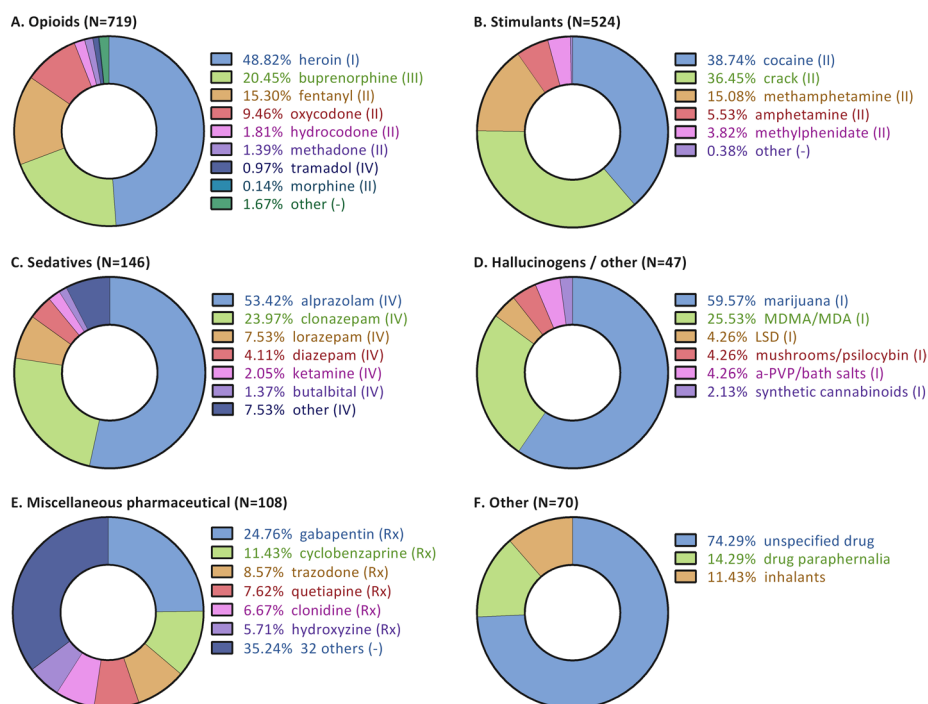 A. Opioids (N=719)
48.82% heroin (I)
20.45% buprenorphine (III)
15.30% fentanyl (II)
9.46% oxycodone (II)
1.81% hydrocodone (II)
1.39% methadone (II)
0.97% tramadol (IV)
0.14% morphine (II)
1.67% other (-)
B. Stimulants (N=524)
38.74% cocaine (II)
36.45% crack (II)
15.08% methamphetamine (II)
5.53% amphetamine (II)
3.82% methylphenidate (II)
0.38% other (-)
C. Sedatives (N=146)
53.42% alprazolam (IV)
23.97% clonazepam (IV)
7.53% lorazepam (IV)
4.11% diazepam (IV)
2.05% ketamine (IV)
1.37% butalbital (IV)
7.53% other (IV)
D. Hallucinogens / other (N=47)
59.57% marijuana (I)
25.53% MDMA/MDA (I)
4.26% LSD (I)
4.26% mushrooms/psilocybin (I)
4.26% a-PVP/bath salts (I)
2.13% synthetic cannabinoids (I)
E. Miscellaneous pharmaceutical (N=108)
24.76% gabapentin (Rx)
11.43% cyclobenzaprine (Rx)
8.57% trazodone (Rx)
7.62% quetiapine (Rx)
6.67% clonidine (Rx)
5.71% hydroxyzine (Rx)
35.24% 32 others (-)
F. Other (N=70)
74.29% unspecified drug
14.29% drug paraphernalia
11.43% inhalants